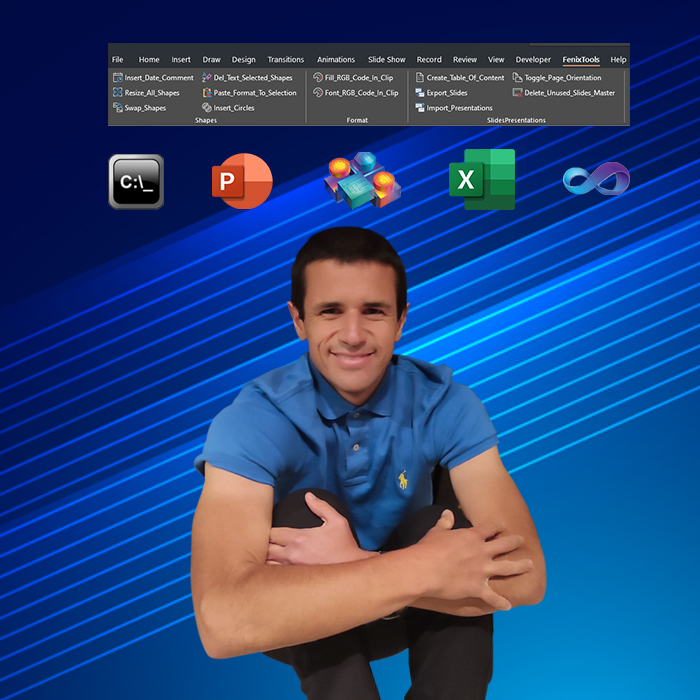 File Home Insert Draw Design Transitions Animations Slide Show Record Review View Developer FenixTools Help
Insert_Date_Comment Del_Text_Selected_Shapes Fill_RGB_Code_In_Clip Create_Table_Of_Content Toggle_Page_Orientation
Resize_All_Shapes Paste_Format_To_Selection Font_RGB_Code_In_Clip Export_Slides Delete_Unused_Slides_Master
Swap_Shapes Insert_Circles Import_Presentations
Shapes Format SlidesPresentations
C:\_ P X